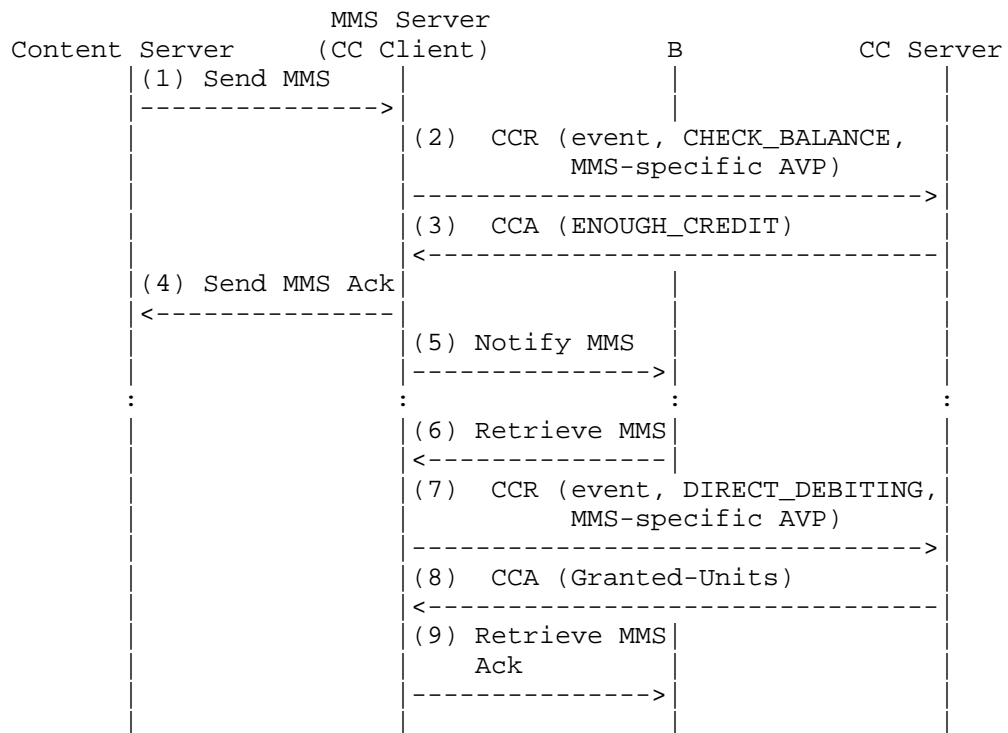 MMS Server
Content Server (CC Client) B CC Server
(1) Send MMS
(2) CCR (event, CHECK_BALANCE,
MMS-specific AVP)
(3) CCA (ENOUGH_CREDIT)
(4) Send MMS Ack
(5) Notify MMS
(6) Retrieve MMS
(7) CCR (event, DIRECT_DEBITING,
MMS-specific AVP)
(8) CCA (Granted-Units)
(9) Retrieve MMS
Ack